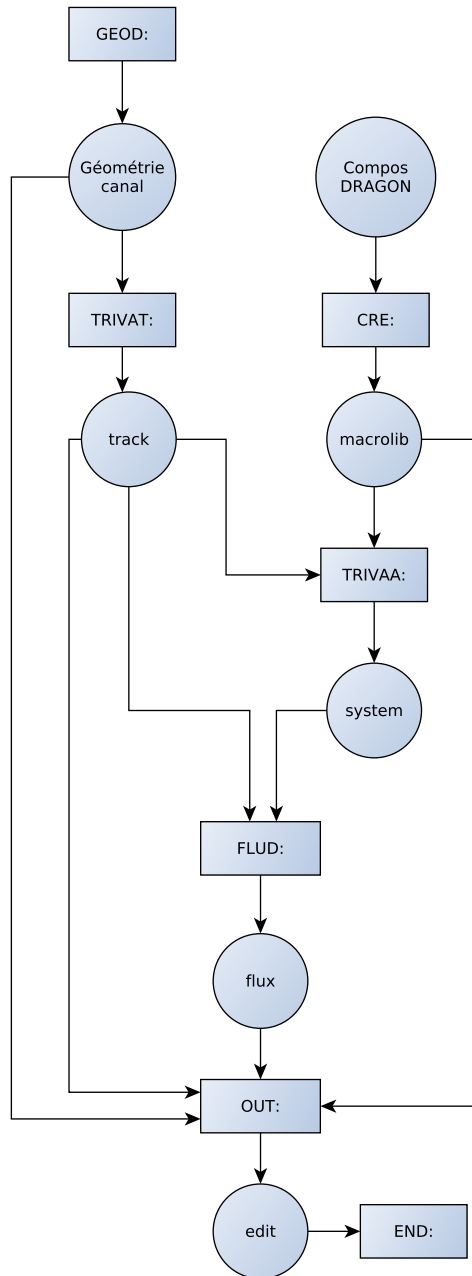 GEOD:
Géométrie
canal
Compos
DRAGON
TRIVAT:
CRE:
track
macrolib
TRIVAA:
system
FLUD:
flux
OUT:
edit
END: